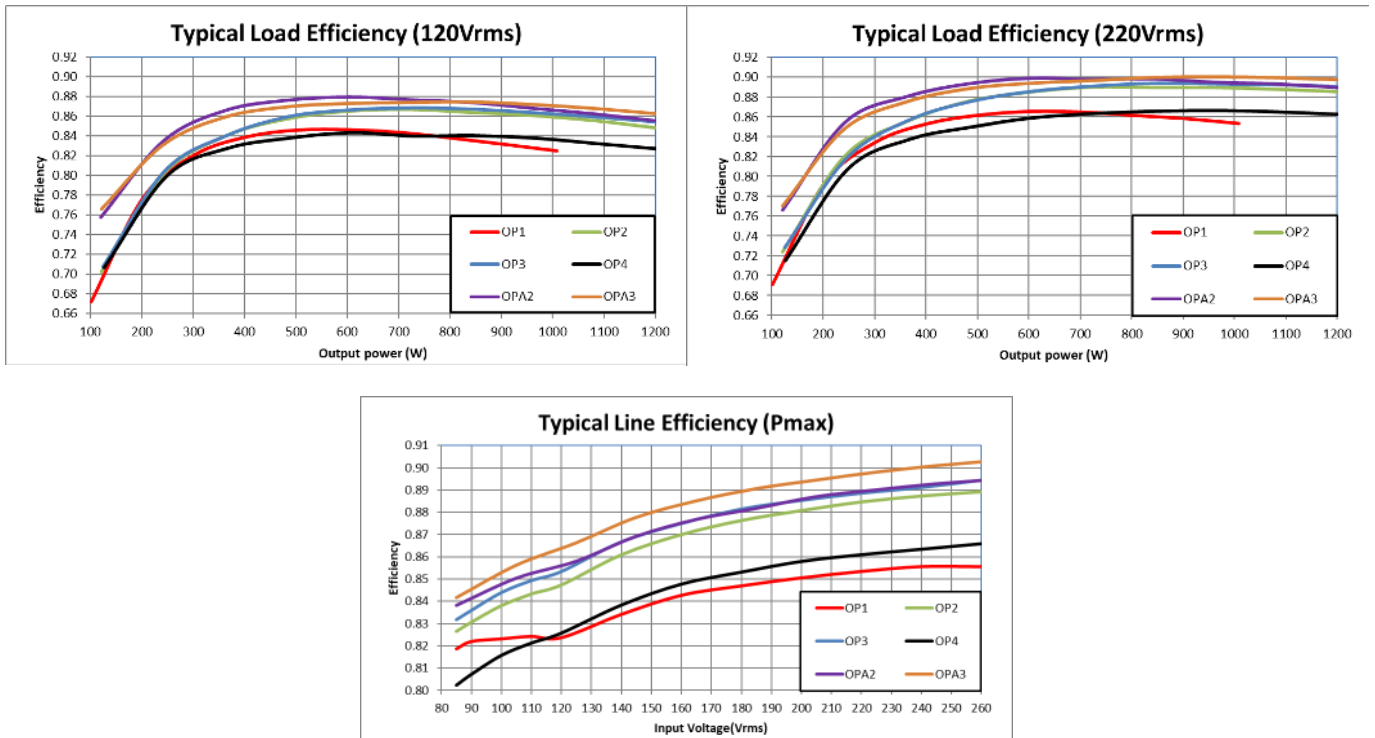 Typical Load Efficiency (120Vrms)
0.92
0.90
0.88
0.86
0.84
0.82
0.80
0.78
0.76
0.74
0.72
0.70
0.68
0.66
Efficiency
OP1 OP2
OP3 OP4
OPA2 OPA3
100 200 300 400 500 600 700 800 900 1000 1100 1200
Output power (W)
Typical Load Efficiency (220Vrms)
0.92
0.90
0.88
0.86
0.84
0.82
0.80
0.78
0.76
0.74
0.72
0.70
0.68
0.66
Efficiency
OP1 OP2
OP3 OP4
OPA2 OPA3
100 200 300 400 500 600 700 800 900 1000 1100 1200
Output power (W)
Typical Line Efficiency (Pmax)
0.91
0.90
0.89
0.88
0.87
0.86
0.85
0.84
0.83
0.82
0.81
0.80
Efficiency
OP1 OP2
OP3 OP4
OPA2 OPA3
80 90 100 110 120 130 140 150 160 170 180 190 200 210 220 230 240 250 260
Input Voltage(Vrms)